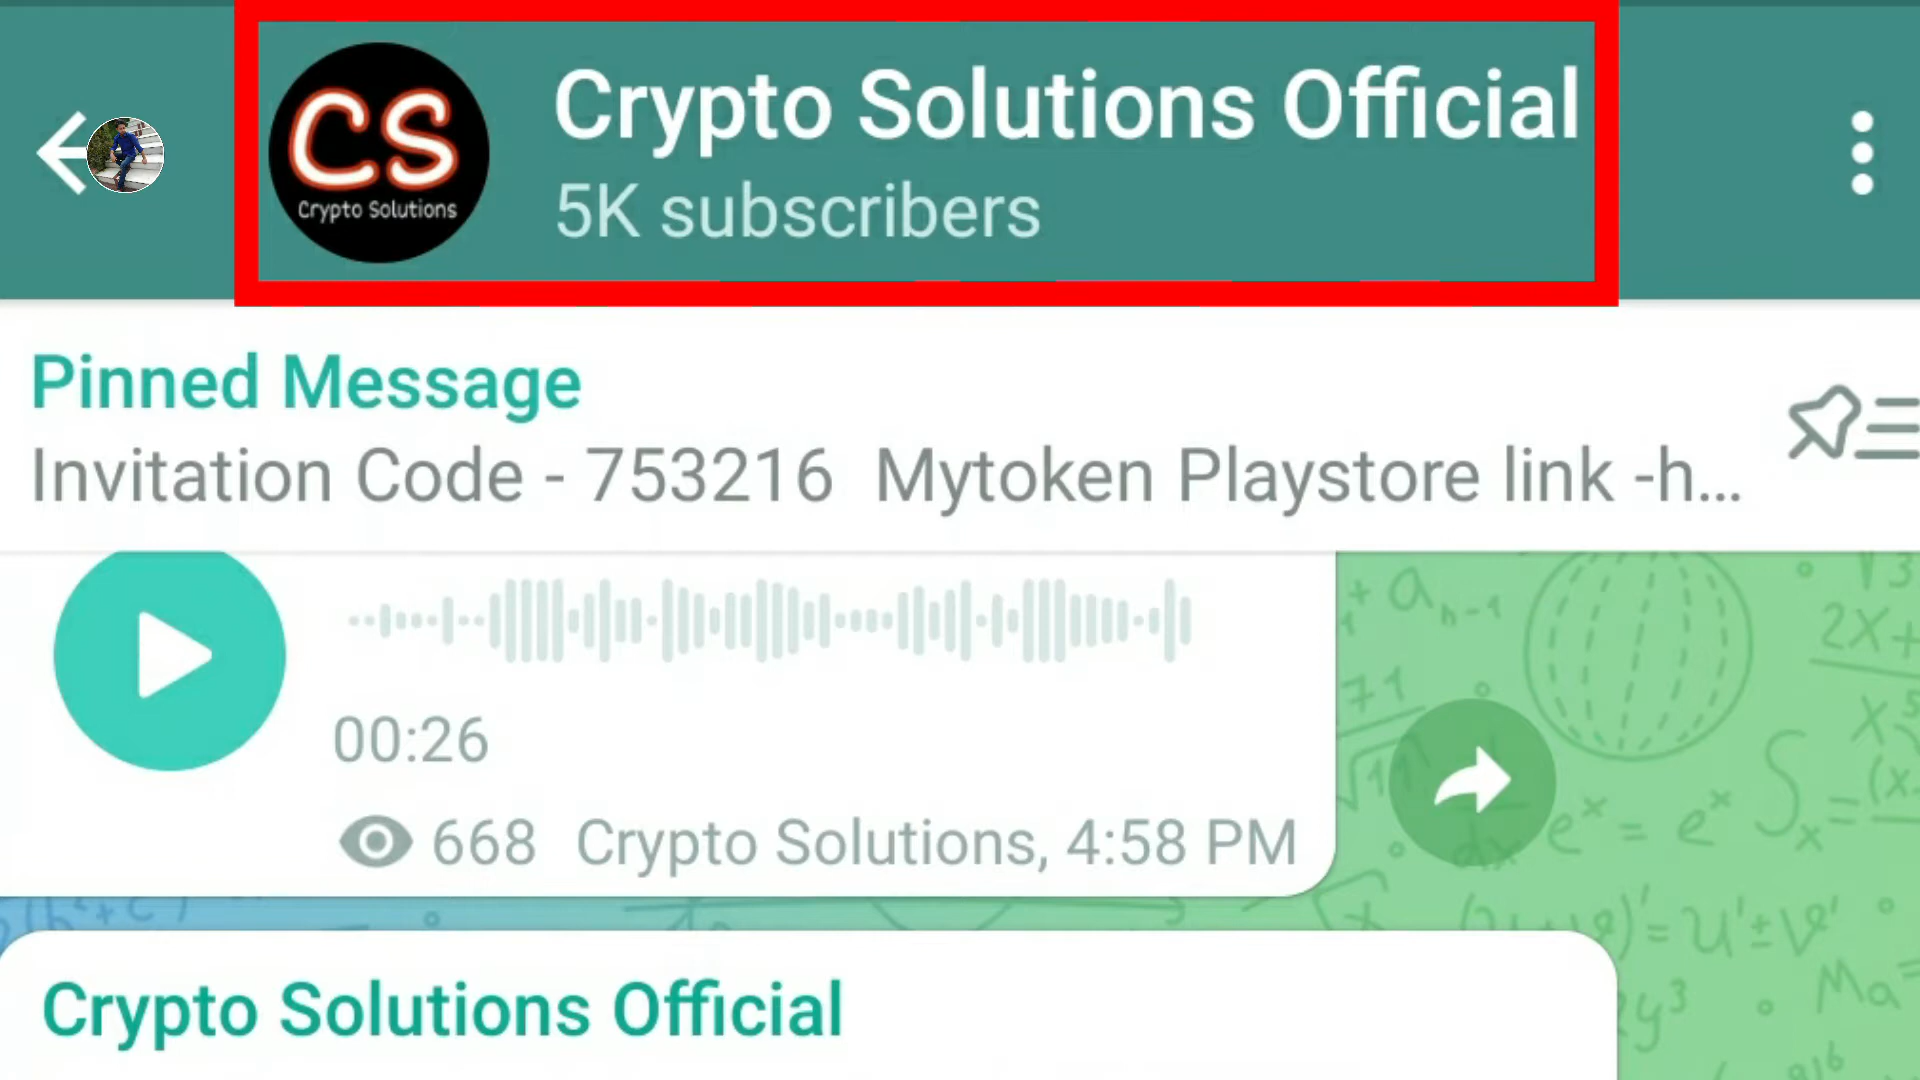 CS
Crypto Solutions
Crypto Solutions Official
5K subscribers
Pinned Message
Invitation Code - 753216 Mytoken Playstore link -h...
00:26
668 Crypto Solutions, 4:58 PM
Crypto Solutions Official